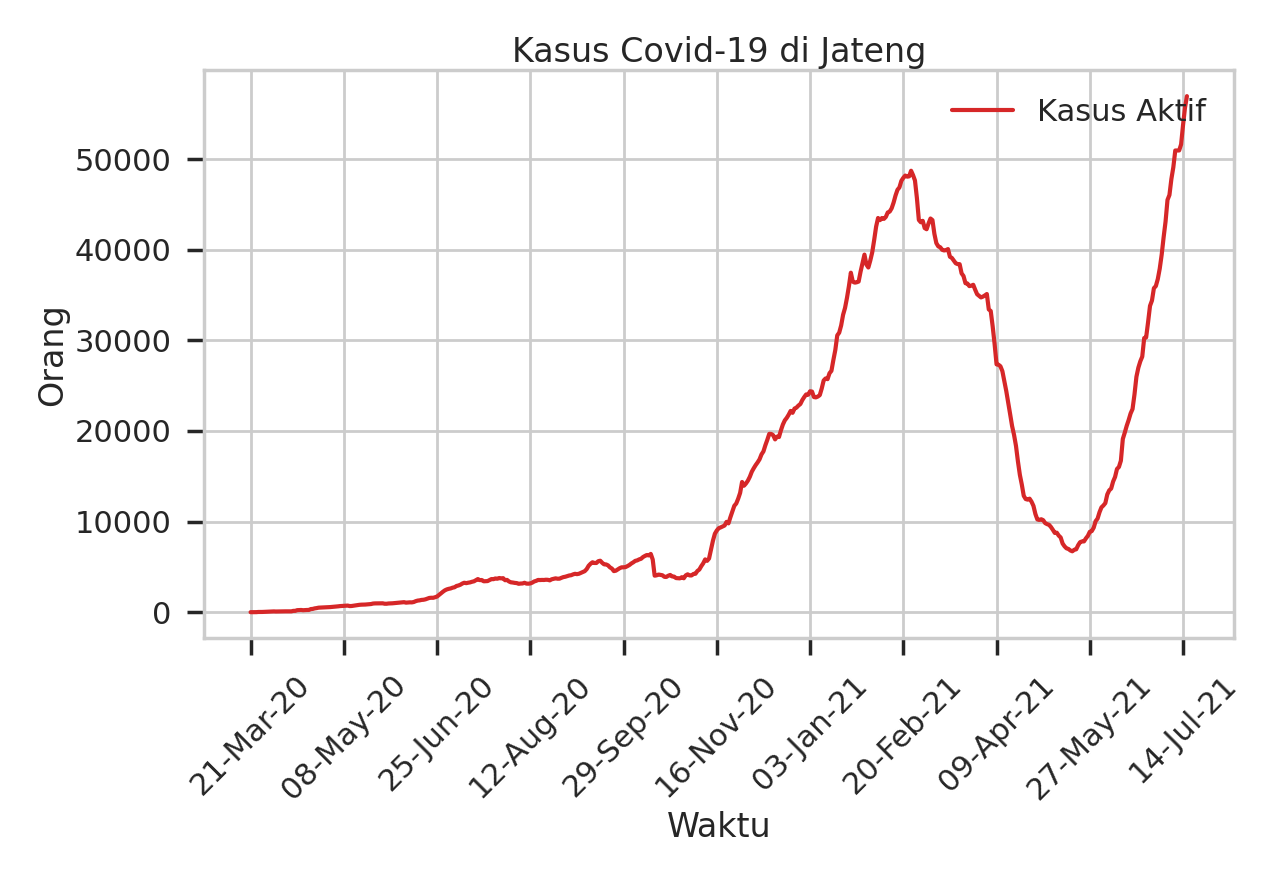 Kasus Covid-19 di Jateng
Kasus Aktif
Orang
50000
40000
30000
20000
10000
0
21-Mar-20
08-May-20
25-Jun-20
12-Aug-20
29-Sep-20
16-Nov-20
03-Jan-21
20-Feb-21
09-Apr-21
27-May-21
14-Jul-21
Waktu